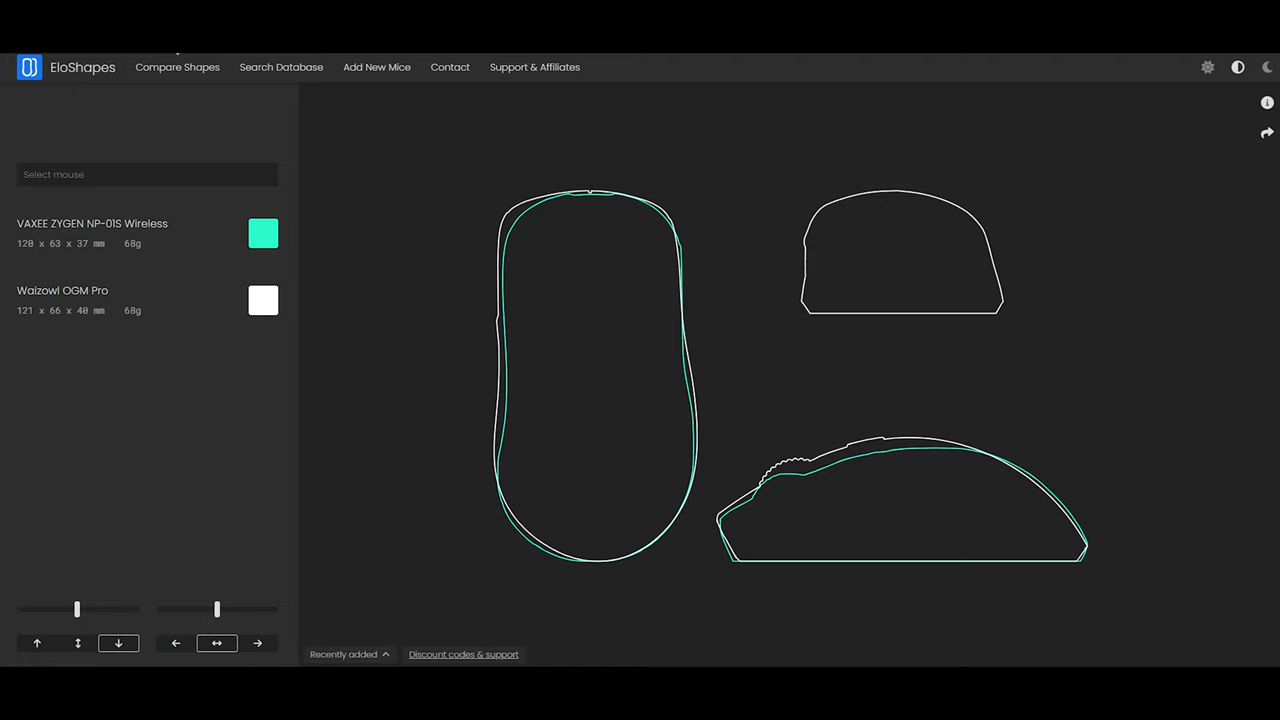 EloShapes
Compare Shapes
Search Database
Add New Mice
Contact
Support & Affiliates
Select mouse
VAXEE ZYGEN NP-01S Wireless
120 x 63 x 37 mm 68g
Waizowl OGM Pro
121 x 66 x 40 mm 68g
Recently added
Discount codes & support